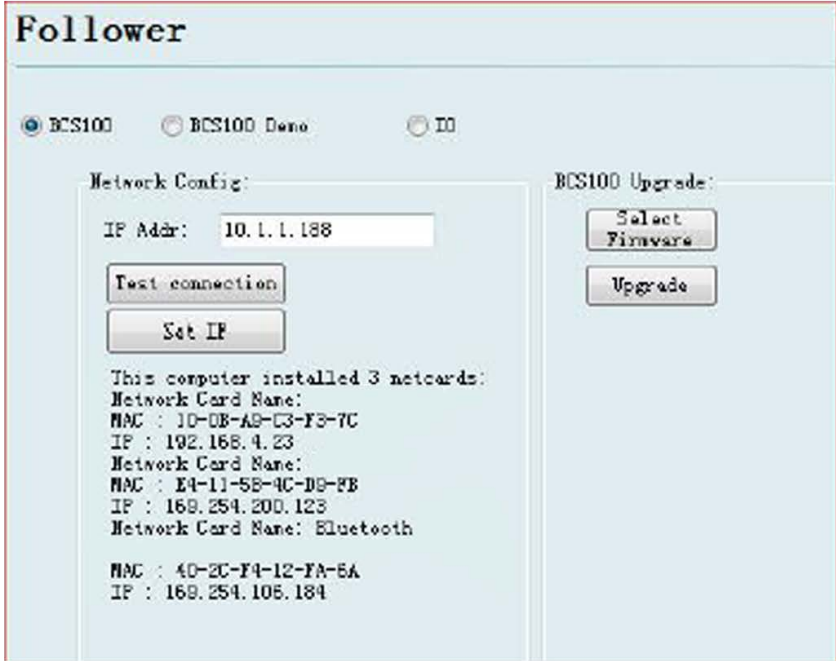 Follower
BCS100 BCS100 Demo IO
Network Config:
IP Addr: 10.1.1.188
Test connection
Set IP
This computer installed 3 netcards:
Network Card Name:
MAC : 10-0B-A9-C3-F3-7C
IP : 192.168.4.23
Network Card Name:
MAC : E4-11-5B-4C-D9-FB
IP : 169.254.200.123
Network Card Name: Bluetooth
MAC : 40-2C-F4-12-FA-6A
IP : 169.254.106.184
BCS100 Upgrade:
Select
Firmware
Upgrade